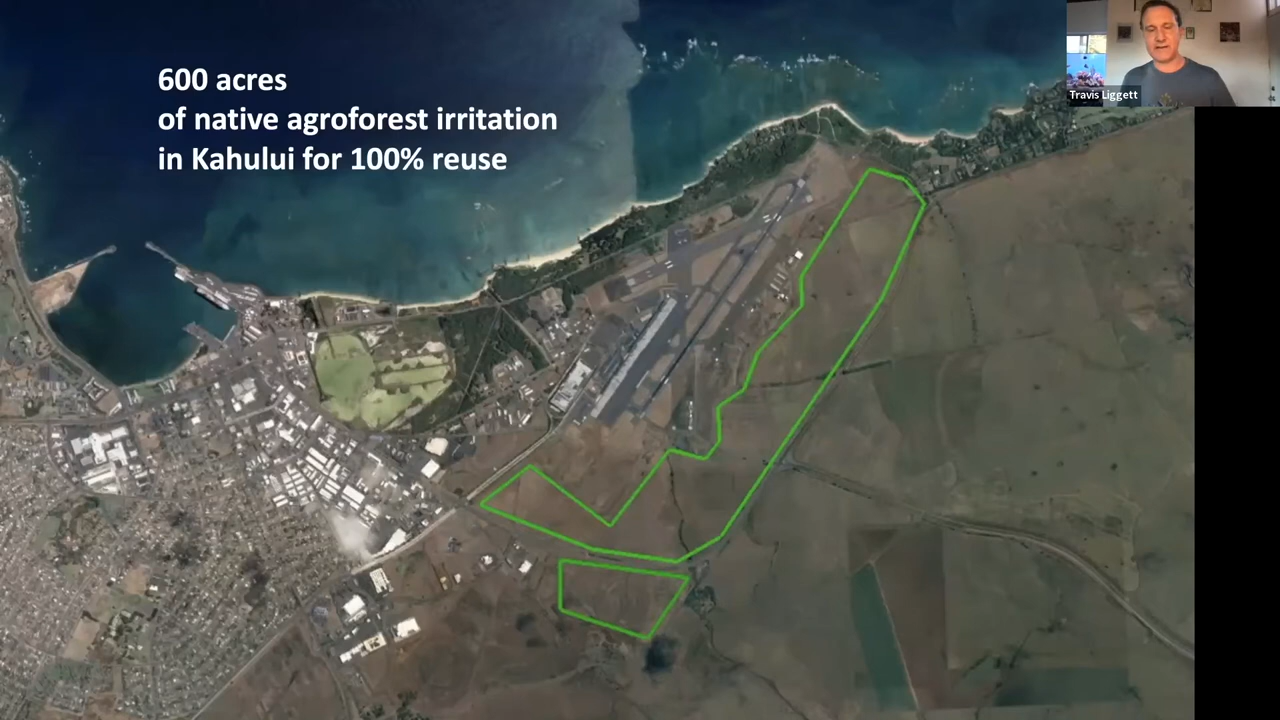 600 acres
of native agroforest irritation
in Kahului for 100% reuse
Travis Liggett